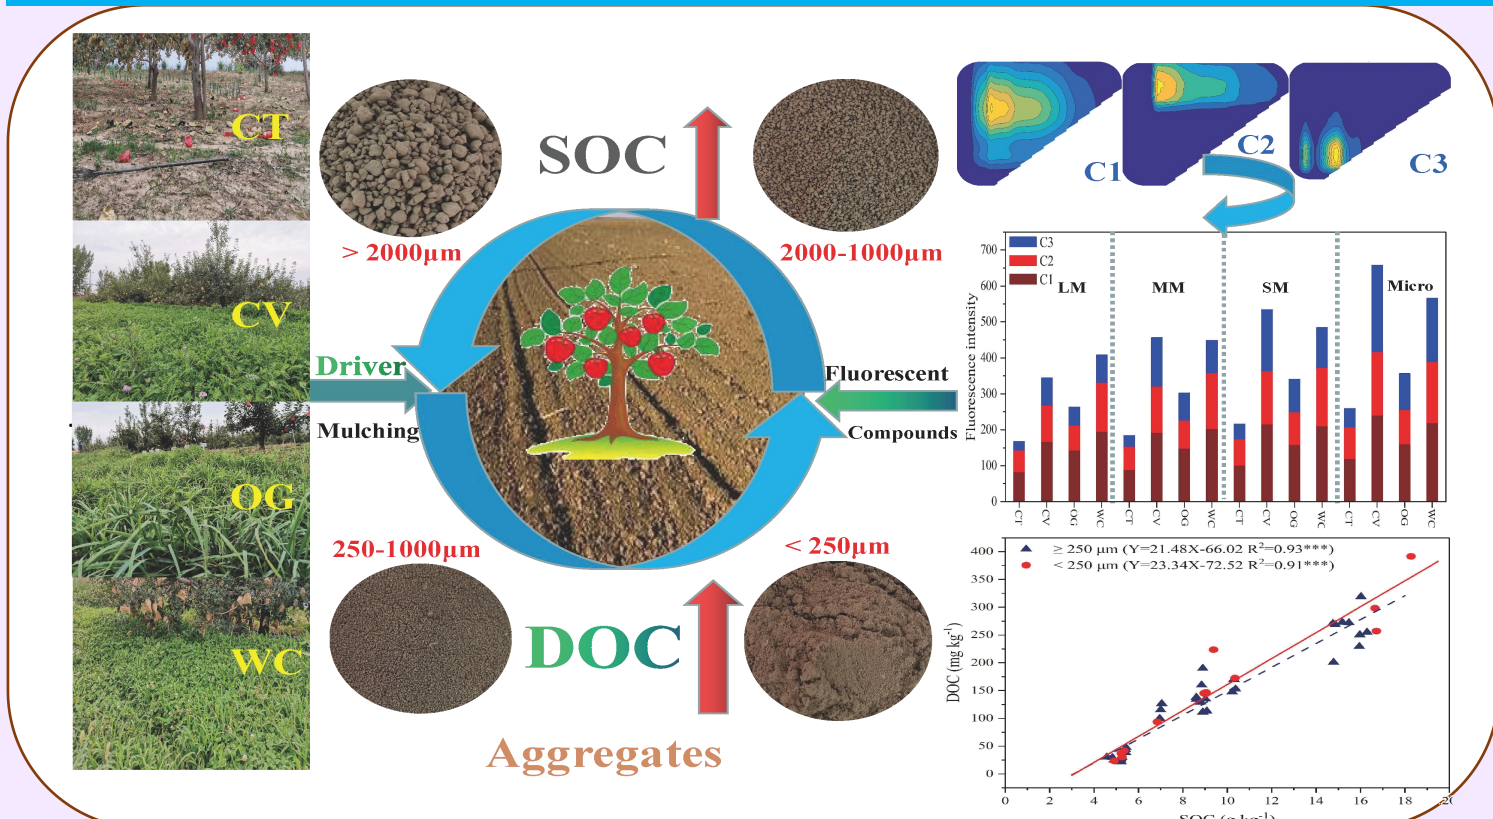 CT
CV
OG
WC
SOC
> 2000μm
2000-1000μm
Driver
Mulching
Fluorescent
Compounds
250-1000μm
< 250μm
DOC
Aggregates
C1
C2
C3
Fluorescence intensity
700
600
500
400
300
200
100
0
C3
C2
C1
LM
MM
SM
Micro
CT CV OG WC CT CV OG WC CT CV OG WC CT CV OG WC
DOC (mg kg⁻¹)
400
350
300
250
200
150
100
50
0
≥ 250 μm (Y=21.48X-66.02 R²=0.93***)
< 250 μm (Y=23.34X-72.52 R²=0.91***)
0 2 4 6 8 10 12 14 16 18 20
SOC (g kg⁻¹)